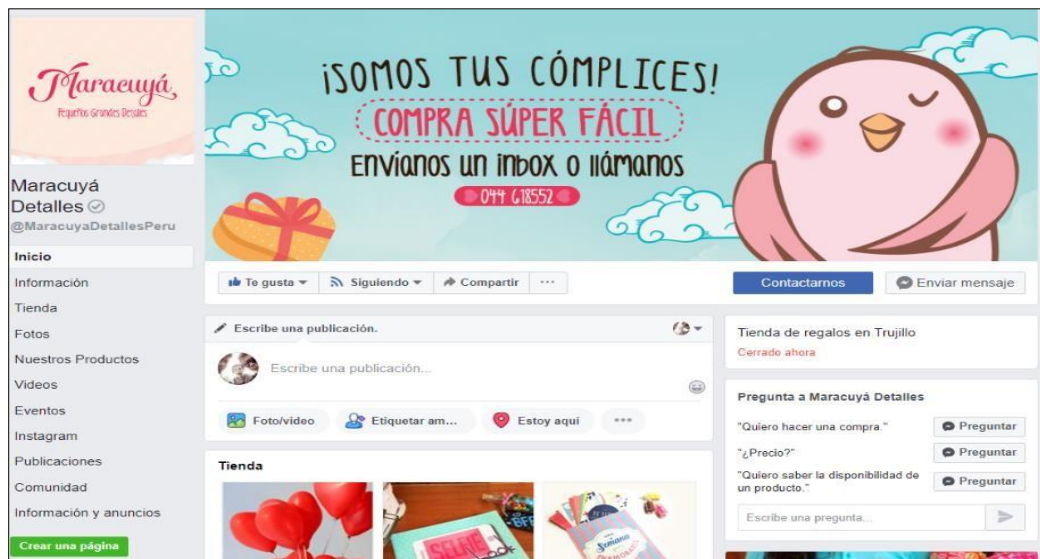 Maracuyá
Pequeños Grandes Detalles
Maracuyá
Detalles
@MaracuyaDetallesPeru
Inicio
Información
Tienda
Fotos
Nuestros Productos
Videos
Eventos
Instagram
Publicaciones
Comunidad
Información y anuncios
Crear una página
¡SOMOS TUS CÓMPLICES!
COMPRA SÚPER FÁCIL
Envíanos un inbox o llámanos
044 618552
Te gusta
Siguiendo
Compartir
Contactarnos
Enviar mensaje
Escribe una publicación.
Escribe una publicación...
Foto/video
Etiquetar am...
Estoy aquí
Tienda
SELFIE
BFF
Semana
Tienda de regalos en Trujillo
Cerrado ahora
Pregunta a Maracuyá Detalles
"Quiero hacer una compra."
Preguntar
"¿Precio?"
Preguntar
"Quiero saber la disponibilidad de
un producto."
Preguntar
Escribe una pregunta...